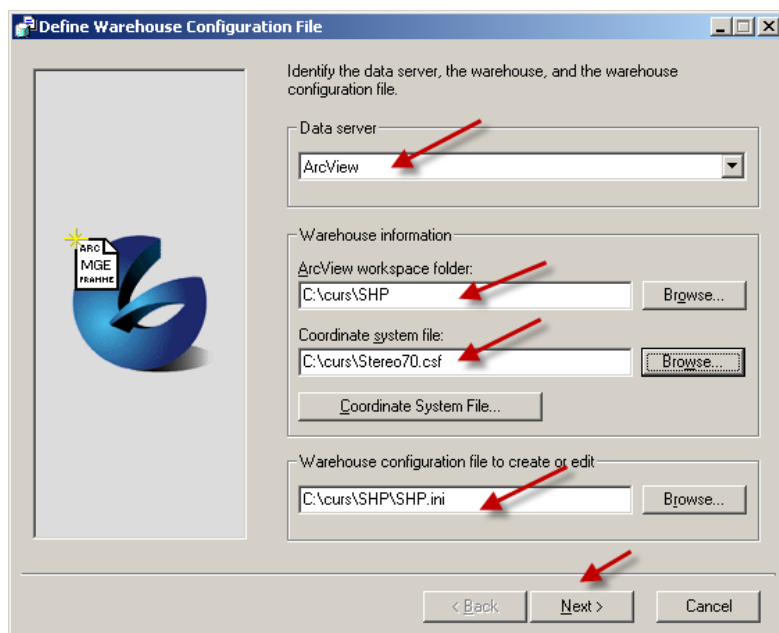 Define Warehouse Configuration File
Identify the data server, the warehouse, and the warehouse
configuration file.
Data server
ArcView
Warehouse information
ArcView workspace folder:
C:\curs\SHP
Browse...
Coordinate system file:
C:\curs\Stereo70.csf
Browse...
Coordinate System File...
Warehouse configuration file to create or edit
C:\curs\SHP\SHP.ini
Browse...
ARC
MGE
FRAMME
< Back
Next >
Cancel